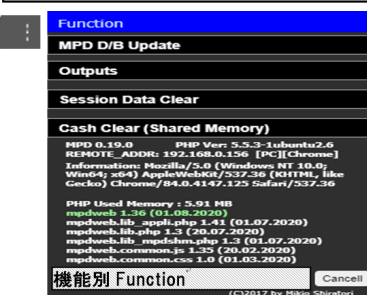 Function
MPD D/B Update
Outputs
Session Data Clear
Cash Clear (Shared Memory)
MPD 0.19.0 PHP Ver: 5.5.3-1ubuntu2.6
REMOTE_ADDR: 192.168.0.156 [PC][Chrome]
Information: Mozilla/5.0 (Windows NT 10.0;
Win64; x64) AppleWebKit/537.36 (KHTML, like
Gecko) Chrome/84.0.4147.125 Safari/537.36
PHP Used Memory : 5.91 MB
mpdweb 1.36 (01.08.2020)
mpdweb.lib_appli.php 1.41 (01.07.2020)
mpdweb.lib.php 1.3 (20.07.2020)
mpdweb.lib_mpdshm.php 1.3 (01.07.2020)
mpdweb.common.js 1.35 (20.02.2020)
mpdweb.common.css 1.0 (01.03.2020)
機能別 Function
Cancell
(C)2017 by Mikio Shiratori